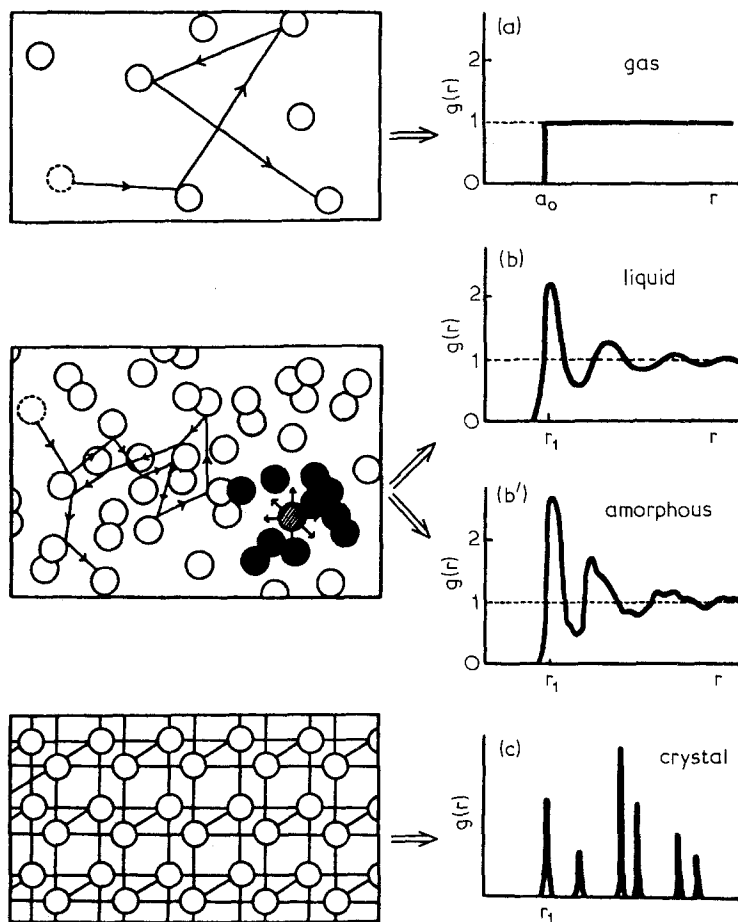 (a)
gas
g(r)
2
1
0
a₀
r
(b)
liquid
g(r)
2
1
0
r₁
r
(b′)
amorphous
g(r)
2
1
0
r₁
r
(c)
crystal
g(r)
r₁